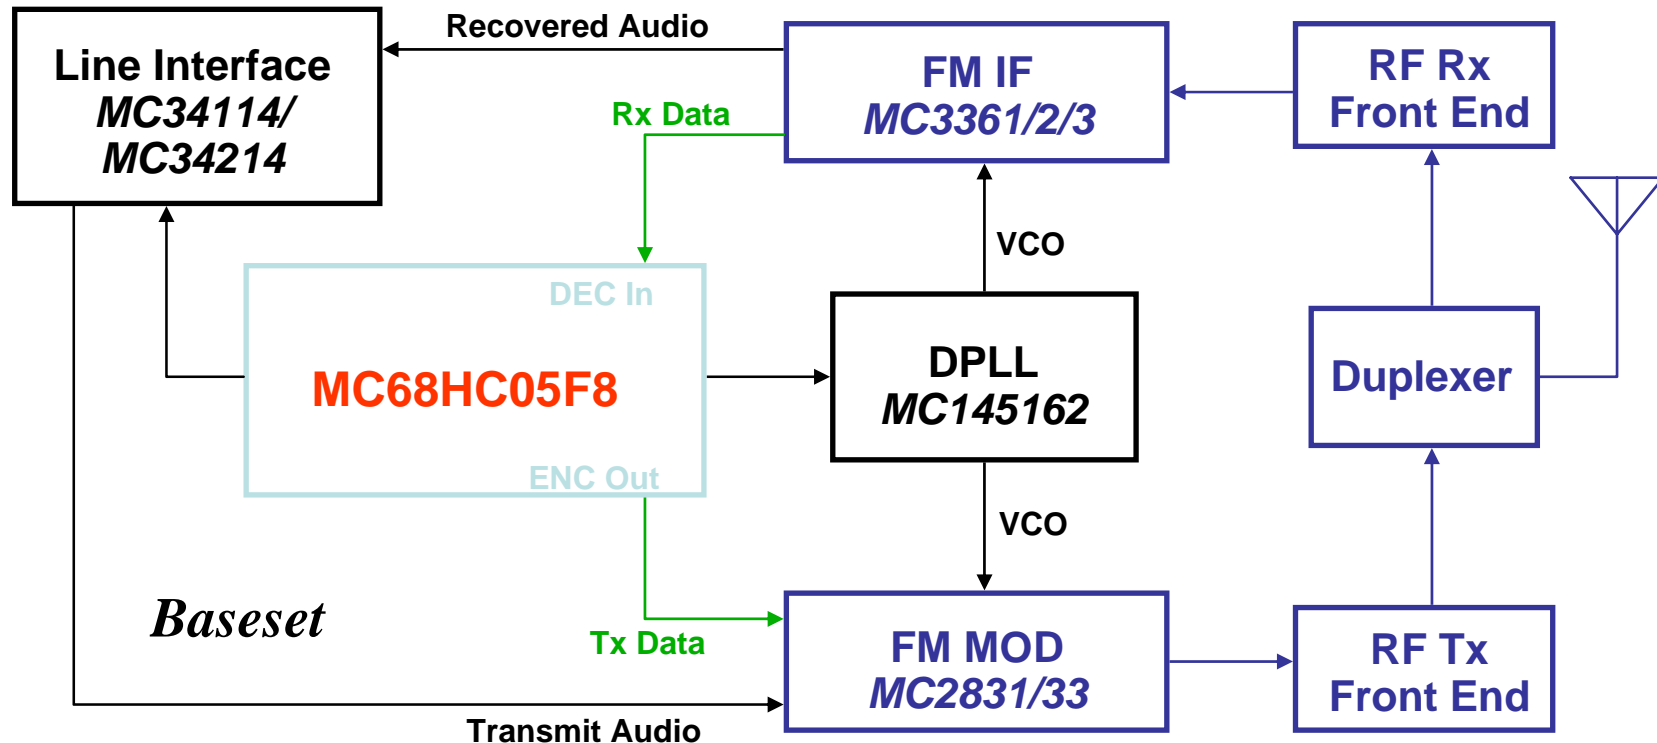 Recovered Audio
Line Interface
MC34114/
MC34214
FM IF
MC3361/2/3
RF Rx
Front End
Rx Data
VCO
DEC In
MC68HC05F8
ENC Out
DPLL
MC145162
Duplexer
VCO
Baseset
Tx Data
FM MOD
MC2831/33
RF Tx
Front End
Transmit Audio